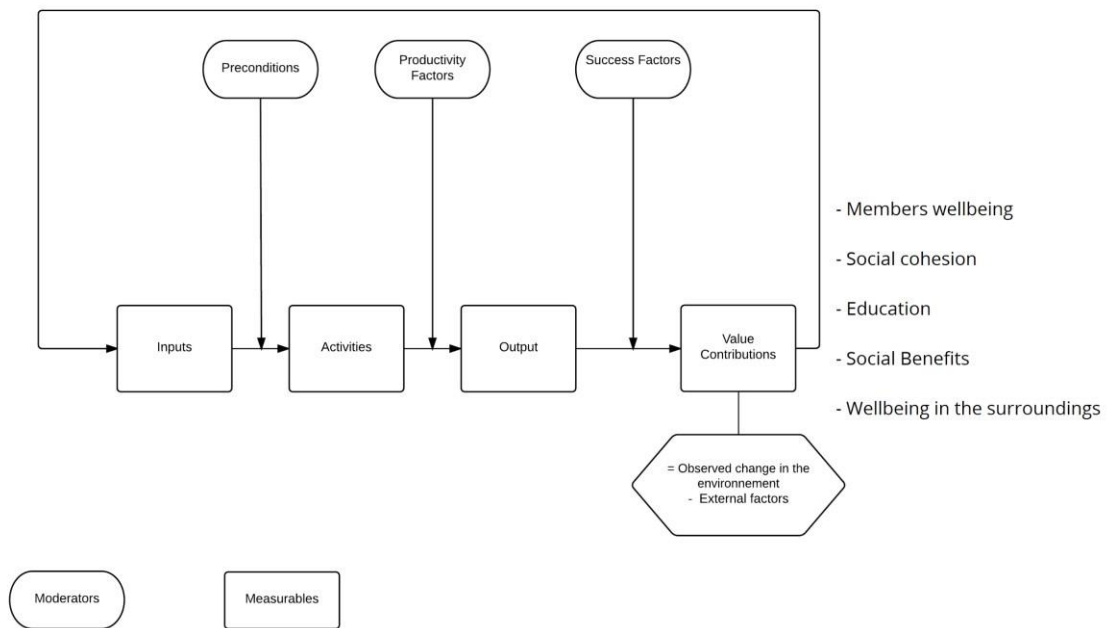 Preconditions
Productivity
Factors
Success Factors
- Members wellbeing
- Social cohesion
- Education
- Social Benefits
- Wellbeing in the surroundings
Inputs
Activities
Output
Value
Contributions
= Observed change in the
environnement
- External factors
Moderators
Measurables